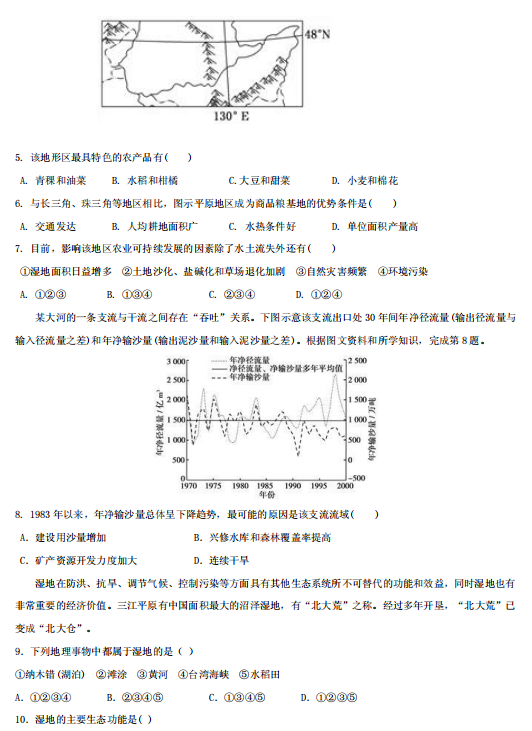 48°N
130°E
5. 该地形区最具特色的农产品有(    )
A. 青稞和油菜    B. 水稻和柑橘    C.大豆和甜菜    D. 小麦和棉花
6. 与长三角、珠三角等地区相比，图示平原地区成为商品粮基地的优势条件是(    )
A. 交通发达    B. 人均耕地面积广    C. 水热条件好    D. 单位面积产量高
7. 目前，影响该地区农业可持续发展的因素除了水土流失外还有(    )
①湿地面积日益增多  ②土地沙化、盐碱化和草场退化加剧  ③自然灾害频繁  ④环境污染
A. ①②③    B. ①③④    C. ②③④    D. ①②④
某大河的一条支流与干流之间存在“吞吐”关系。下图示意该支流出口处 30 年间年净径流量(输出径流量与
输入径流量之差)和年净输沙量(输出泥沙量和输入泥沙量之差)。根据图文资料和所学知识，完成第 8 题。
年净径流量
净径流量、净输沙量多年平均值
年净输沙量
年净径流量/亿m³
3 000
2 500
2 000
1 500
1 000
500
0
2 500
2 000
1 500
1 000
500
0
-500
年净输沙量/万吨
1970 1975 1980 1985 1990 1995 2000
年份
8. 1983 年以来，年净输沙量总体呈下降趋势，最可能的原因是该支流流域(    )
A．建设用沙量增加    B．兴修水库和森林覆盖率提高
C．矿产资源开发力度加大    D．连续干旱
湿地在防洪、抗旱、调节气候、控制污染等方面具有其他生态系统所不可替代的功能和效益，同时湿地也有
非常重要的经济价值。三江平原有中国面积最大的沼泽湿地，有“北大荒”之称。经过多年开垦，“北大荒”已
变成“北大仓”。
9．下列地理事物中都属于湿地的是（ ）
①纳木错(湖泊)  ②滩涂  ③黄河  ④台湾海峡  ⑤水稻田
A．①②③④    B．②③④⑤    C．①③④⑤    D．①②③⑤
10．湿地的主要生态功能是( )